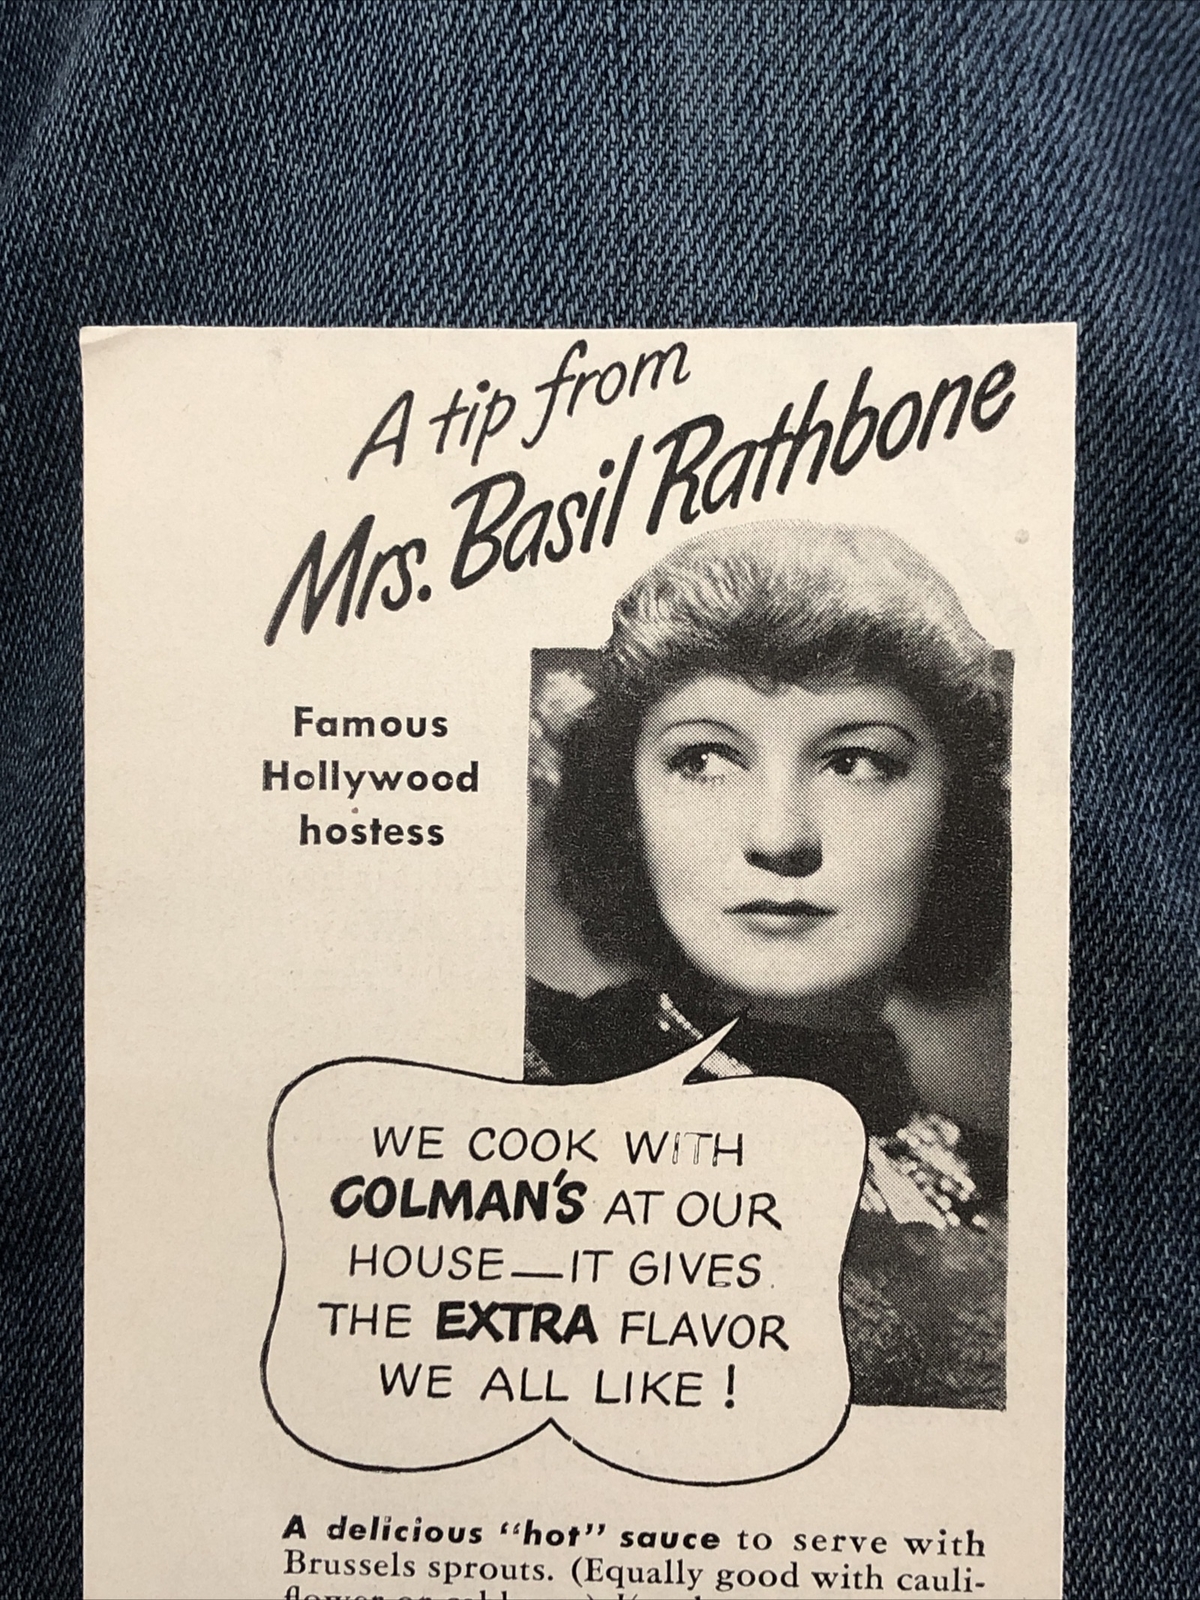 A tip from
Mrs. Basil Rathbone
Famous
Hollywood
hostess
WE COOK WITH
COLMAN'S AT OUR
HOUSE—IT GIVES
THE EXTRA FLAVOR
WE ALL LIKE!
A delicious “hot” sauce to serve with
Brussels sprouts. (Equally good with cauli-